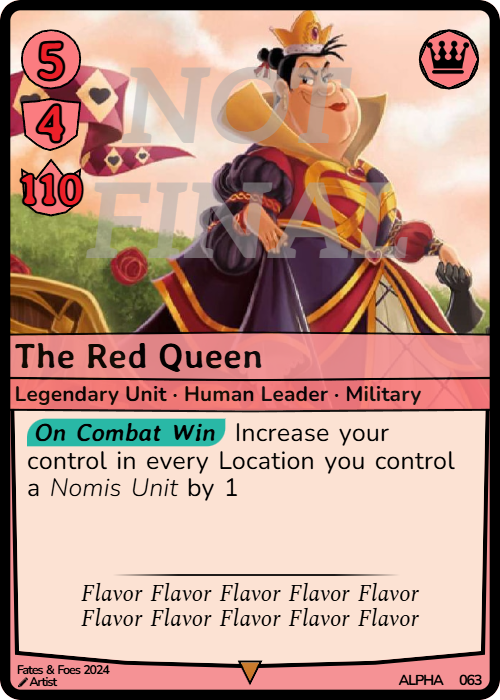 5
4
110
NOT
FINAL
The Red Queen
Legendary Unit · Human Leader · Military
On Combat Win Increase your
control in every Location you control
a Nomis Unit by 1
Flavor Flavor Flavor Flavor Flavor
Flavor Flavor Flavor Flavor Flavor
Fates & Foes 2024
Artist
ALPHA 063